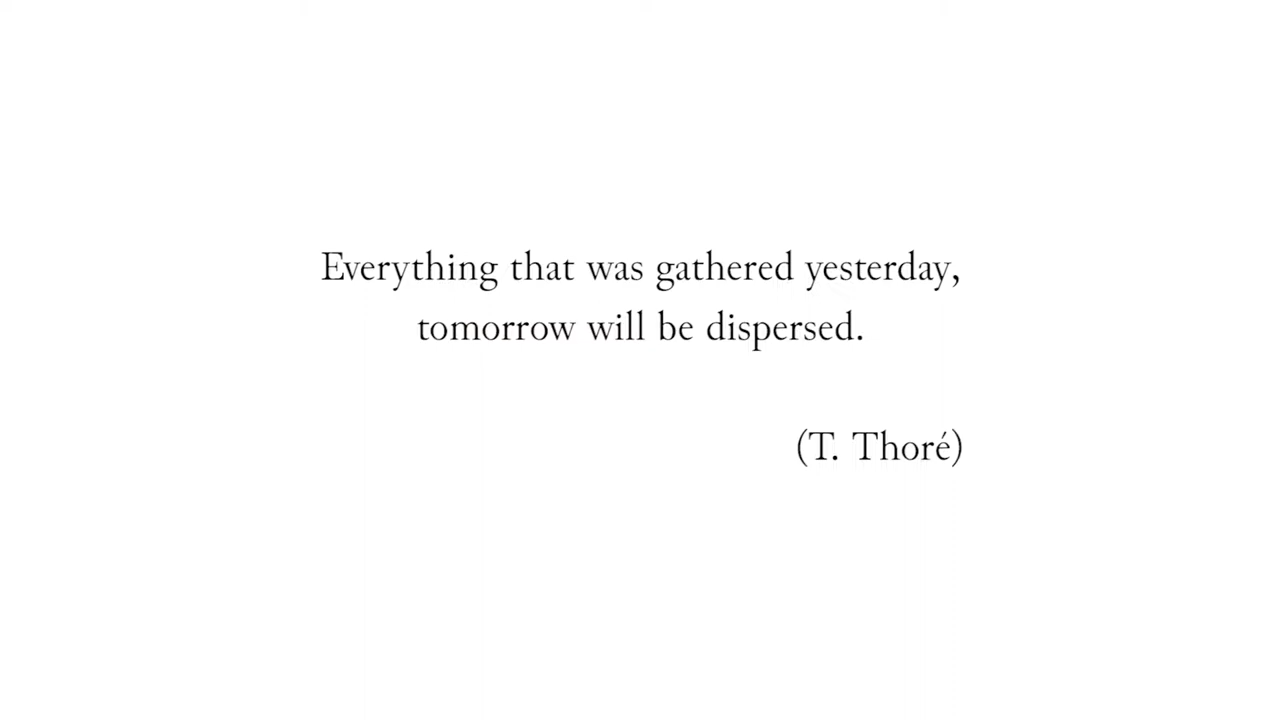 Everything that was gathered yesterday,
tomorrow will be dispersed.
(T. Thoré)